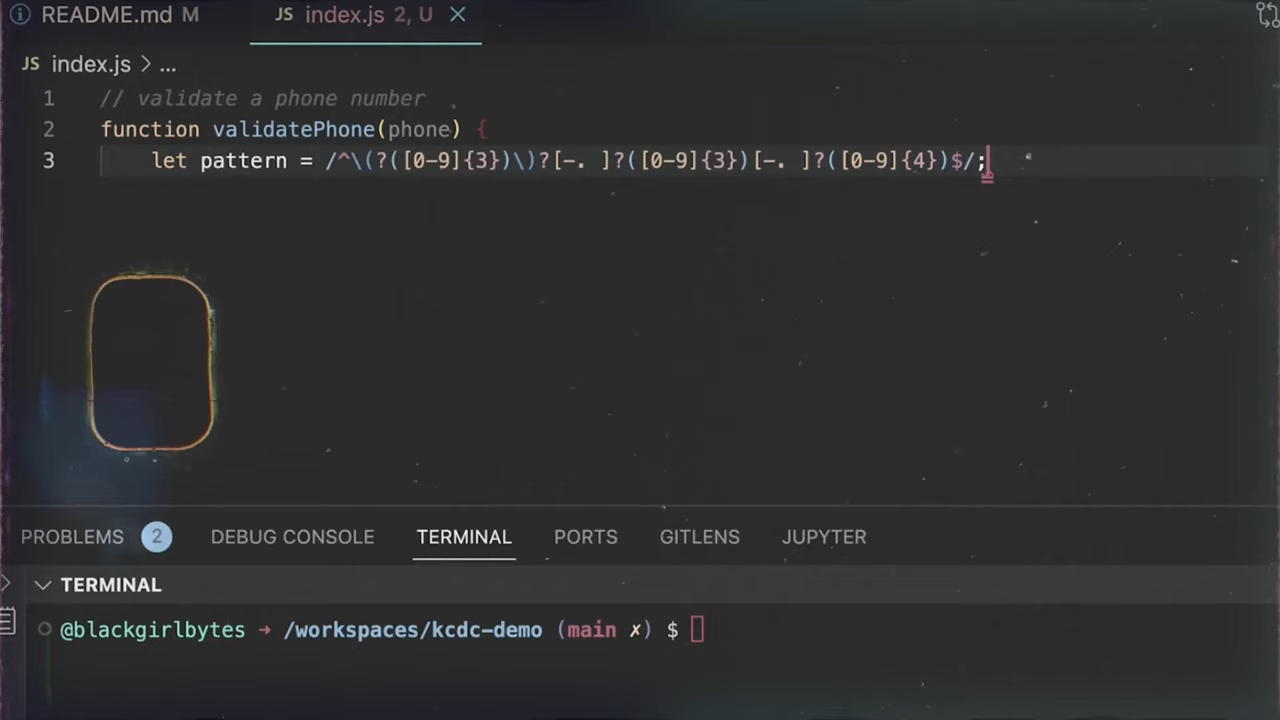 README.md M JS index.js 2, U
JS index.js > ...
1 // validate a phone number
2 function validatePhone(phone) {
3 let pattern = /^\(?([0-9]{3})\)?[-. ]?([0-9]{3})[-. ]?([0-9]{4})$/;
PROBLEMS 2 DEBUG CONSOLE TERMINAL PORTS GITLENS JUPYTER
TERMINAL
@blackgirlbytes → /workspaces/kcdc-demo (main ✗) $